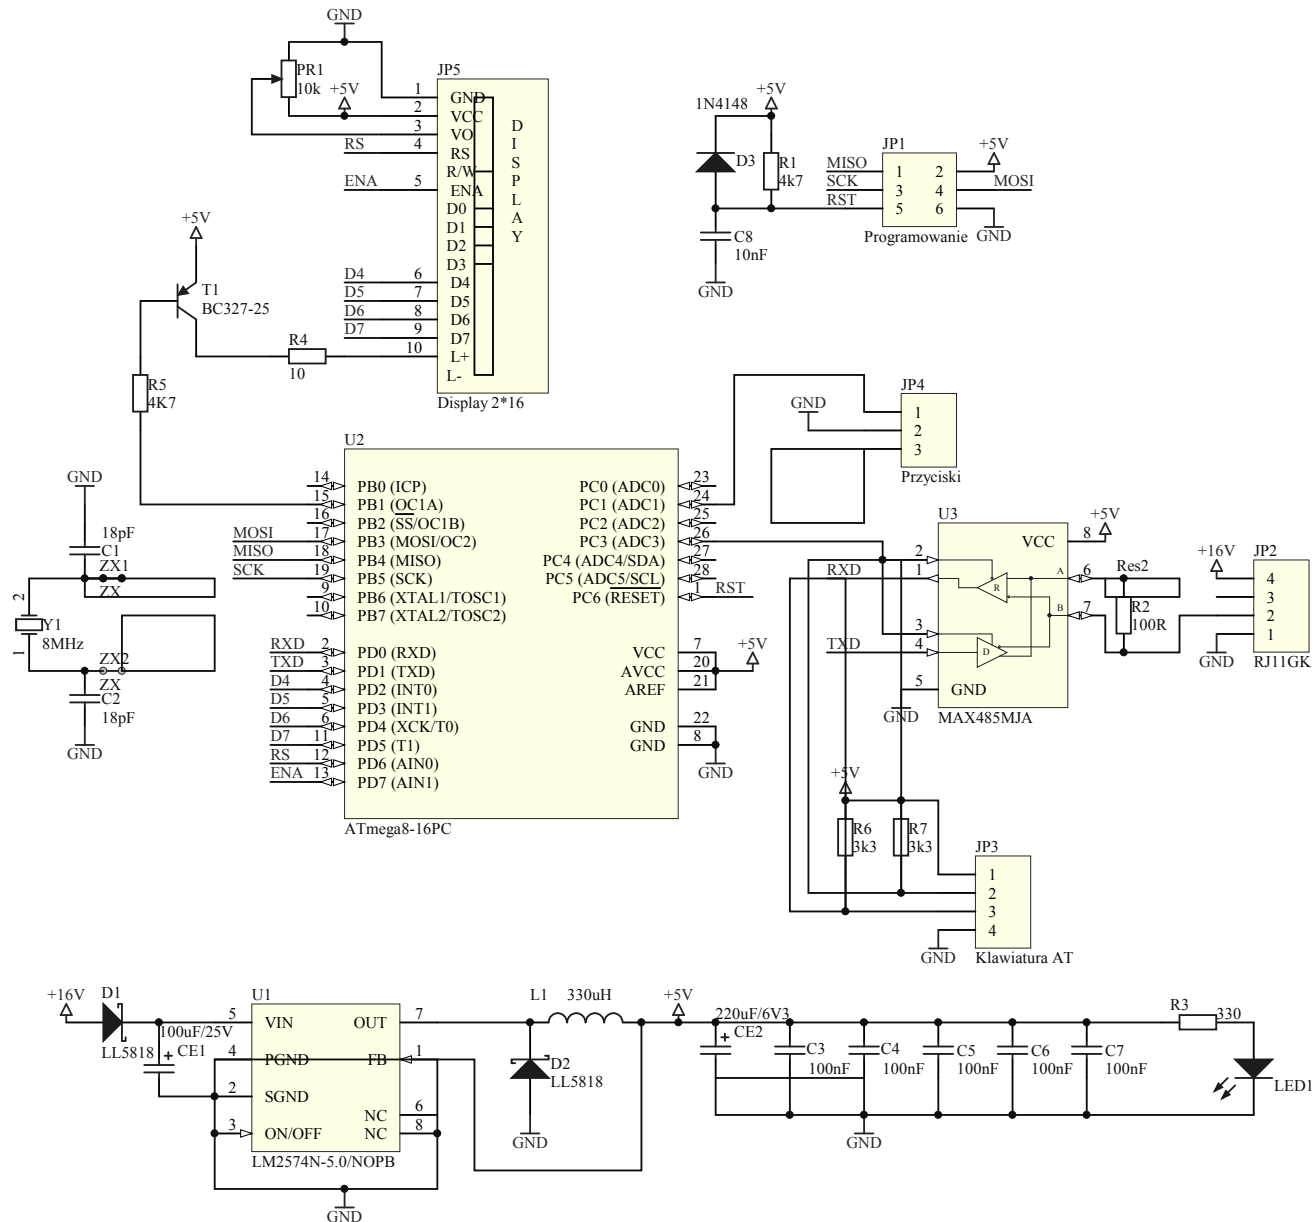 GND
PR1
10k
+5V
JP5
1 GND
2 VCC
3 VO
RS 4 RS
R/W
ENA 5 ENA
D0
D1
D2
D3
D4 6 D4
D5 7 D5
D6 8 D6
D7 9 D7
10 L+
L-
DISPLAY
Display 2*16
+5V
T1
BC327-25
R4
10
R5
4K7
1N4148
+5V
D3
R1
4k7
C8
10nF
GND
JP1
MISO 1 2 +5V
SCK 3 4 MOSI
RST 5 6
Programowanie
GND
JP4
GND
1
2
3
Przyciski
U2
14 PB0 (ICP)
15 PB1 (OC1A)
16 PB2 (SS/OC1B)
MOSI 17 PB3 (MOSI/OC2)
MISO 18 PB4 (MISO)
SCK 19 PB5 (SCK)
9 PB6 (XTAL1/TOSC1)
10 PB7 (XTAL2/TOSC2)
RXD 2 PD0 (RXD)
TXD 3 PD1 (TXD)
D4 4 PD2 (INT0)
D5 5 PD3 (INT1)
D6 6 PD4 (XCK/T0)
D7 11 PD5 (T1)
RS 12 PD6 (AIN0)
ENA 13 PD7 (AIN1)
PC0 (ADC0) 23
PC1 (ADC1) 24
PC2 (ADC2) 25
PC3 (ADC3) 26
PC4 (ADC4/SDA) 27
PC5 (ADC5/SCL) 28
PC6 (RESET) 1 RST
VCC 7
AVCC 20
AREF 21
+5V
GND 22
GND 8
GND
ATmega8-16PC
GND
18pF
C1
ZX1
ZX
2
Y1
8MHz
1
ZX2
ZX
C2
18pF
GND
U3
VCC 8
+5V
2
RXD 1
R
A 6
B 7
3
TXD 4
D
5 GND
GND
MAX485MJA
Res2
R2
100R
+16V
JP2
4
3
2
1
GND
RJ11GK
+5V
R6
3k3
R7
3k3
JP3
1
2
3
4
GND
Klawiatura AT
+16V
D1
LL5818
100uF/25V
CE1
U1
5 VIN OUT 7
4 PGND FB 1
2 SGND
NC 6
3 ON/OFF NC 8
LM2574N-5.0/NOPB
GND
L1 330uH
D2
LL5818
GND
+5V
220uF/6V3
CE2
C3
100nF
C4
100nF
C5
100nF
C6
100nF
C7
100nF
GND
R3
330
LED1